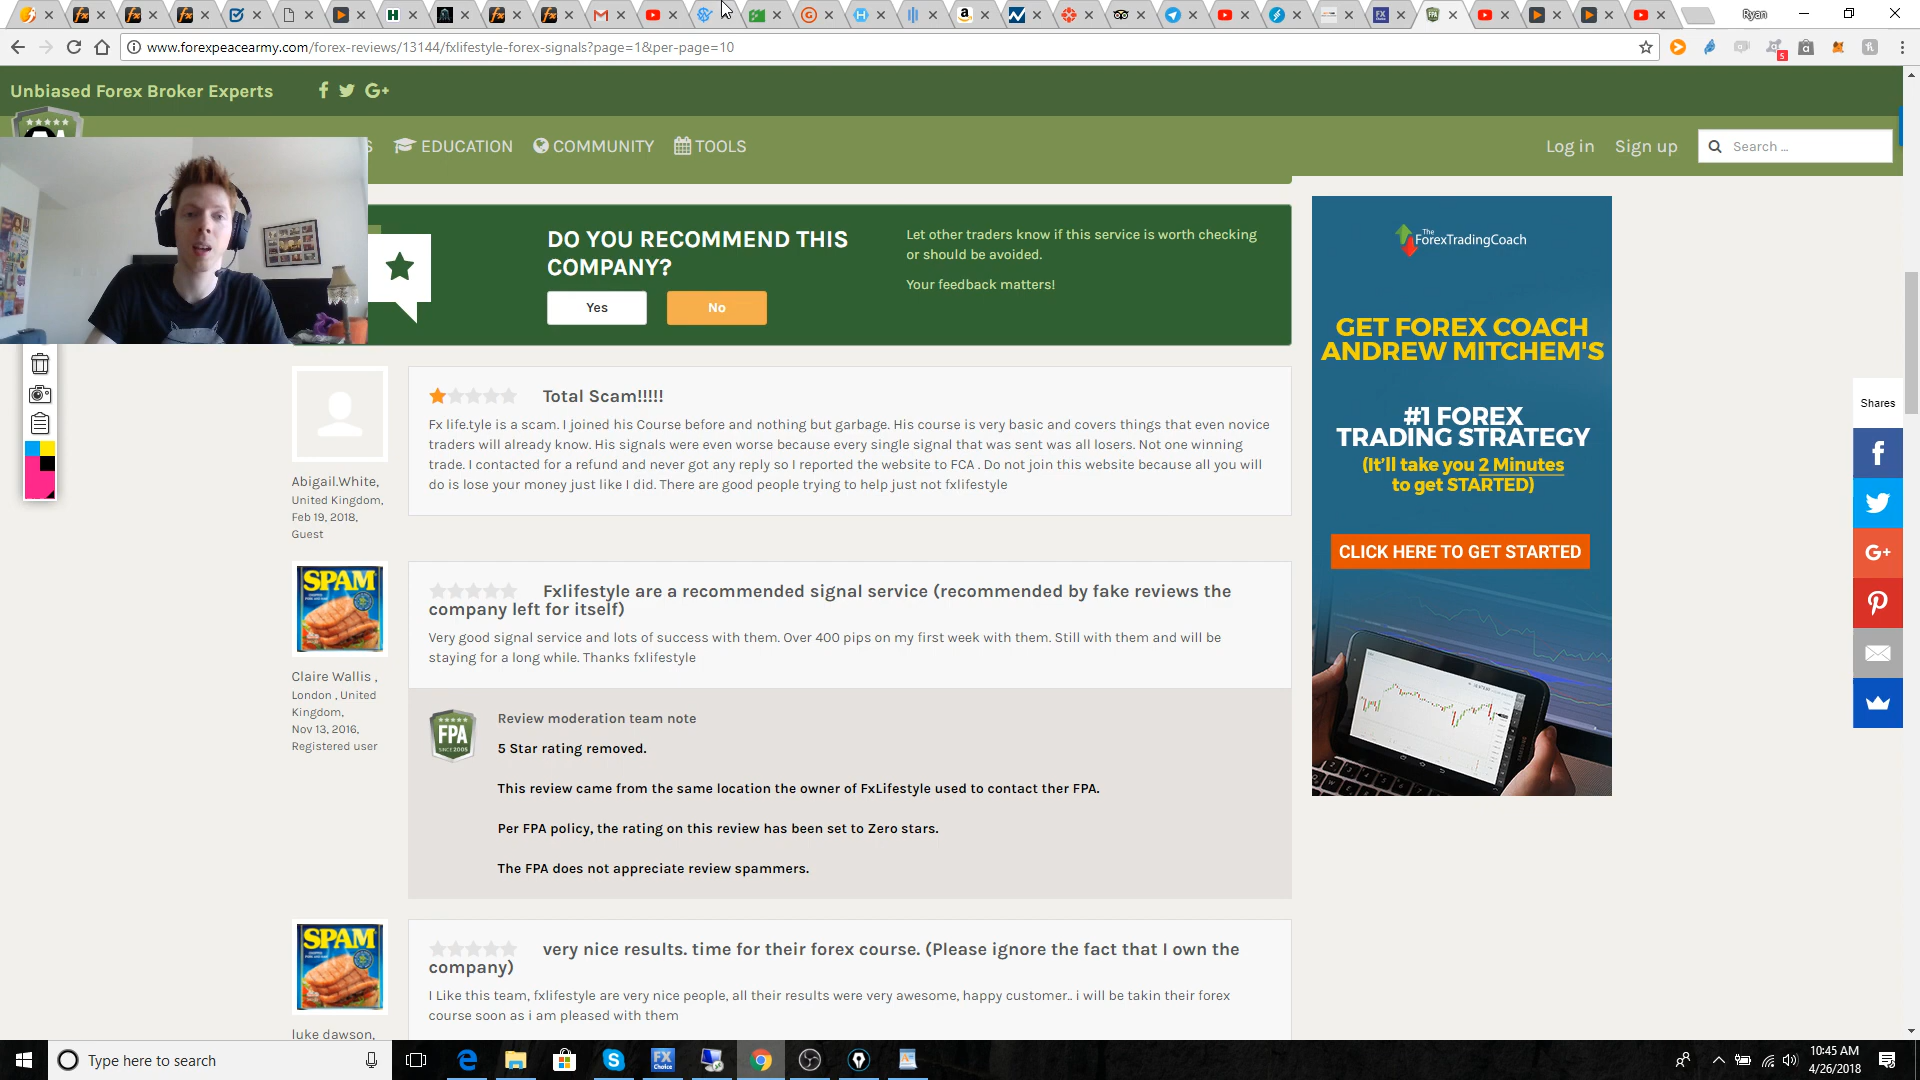 Ryan
www.forexpeacearmy.com/forex-reviews/13144/fxlifestyle-forex-signals?page=1&per-page=10
Unbiased Forex Broker Experts
S EDUCATION COMMUNITY TOOLS
Log in Sign up Search ...
DO YOU RECOMMEND THIS
COMPANY?
Yes No
Let other traders know if this service is worth checking
or should be avoided.
Your feedback matters!
Total Scam!!!!!
Fx life.tyle is a scam. I joined his Course before and nothing but garbage. His course is very basic and covers things that even novice
traders will already know. His signals were even worse because every single signal that was sent was all losers. Not one winning
trade. I contacted for a refund and never got any reply so I reported the website to FCA . Do not join this website because all you will
do is lose your money just like I did. There are good people trying to help just not fxlifestyle
Abigail.White,
United Kingdom,
Feb 19, 2018,
Guest
SPAM
Fxlifestyle are a recommended signal service (recommended by fake reviews the
company left for itself)
Very good signal service and lots of success with them. Over 400 pips on my first week with them. Still with them and will be
staying for a long while. Thanks fxlifestyle
Claire Wallis ,
London , United
Kingdom,
Nov 13, 2016,
Registered user
FPA
SINCE 2005
Review moderation team note
5 Star rating removed.
This review came from the same location the owner of FxLifestyle used to contact ther FPA.
Per FPA policy, the rating on this review has been set to Zero stars.
The FPA does not appreciate review spammers.
SPAM
very nice results. time for their forex course. (Please ignore the fact that I own the
company)
I Like this team, fxlifestyle are very nice people, all their results were very awesome, happy customer.. i will be takin their forex
course soon as i am pleased with them
luke dawson,
The
ForexTradingCoach
GET FOREX COACH
ANDREW MITCHEM'S
#1 FOREX
TRADING STRATEGY
(It'll take you 2 Minutes
to get STARTED)
CLICK HERE TO GET STARTED
Shares
Type here to search
FX
Choice
10:45 AM
4/26/2018